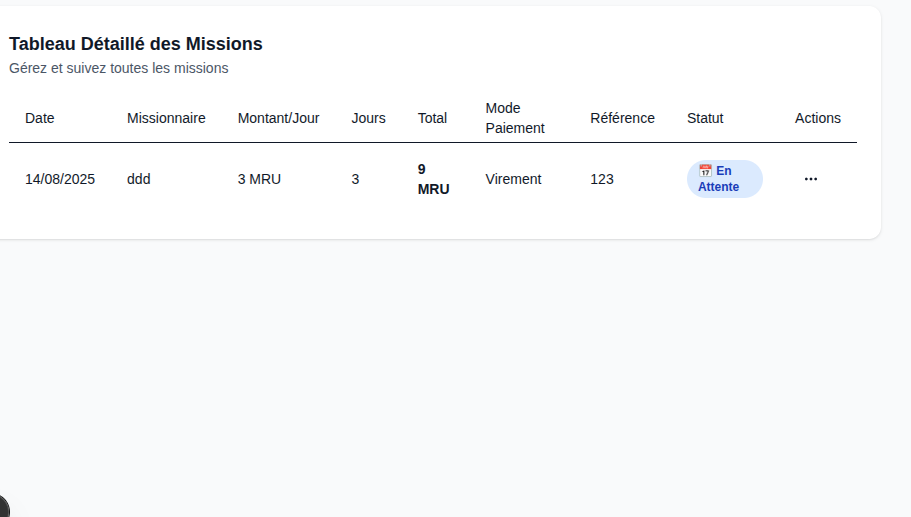 Tableau Détaillé des Missions
Gérez et suivez toutes les missions
Date Missionnaire Montant/Jour Jours Total Mode Paiement Référence Statut Actions
14/08/2025 ddd 3 MRU 3 9 MRU Virement 123 📅 En Attente ...